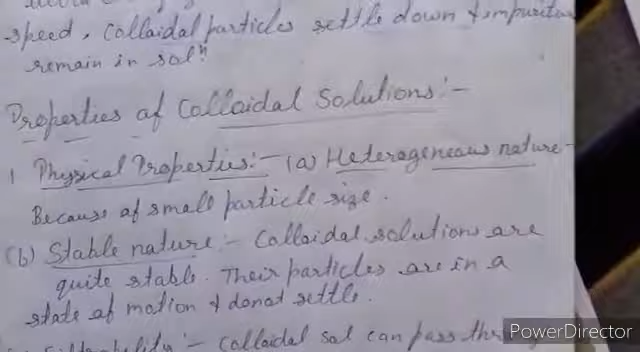 speed, Colloidal particles settle down & impurities
remain in solⁿ
Properties of Colloidal Solutions:-
1 Physical Properties:- (a) Heterogeneous nature-
Because of small particle size.
(b) Stable nature:- Colloidal solutions are
quite stable. Their particles are in a
state of motion & donot settle.
Colloidal sol can pass
PowerDirector